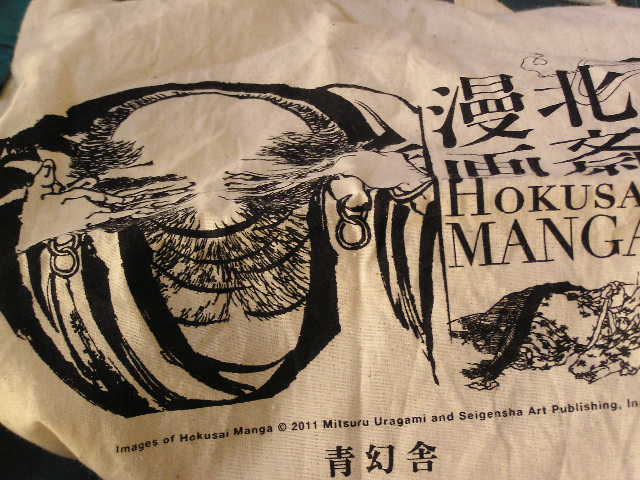 北斎
漫画
HOKUSA
MANGA
Images of Hokusai Manga © 2011 Mitsuru Uragami and Seigensha Art Publishing, In
青幻舎